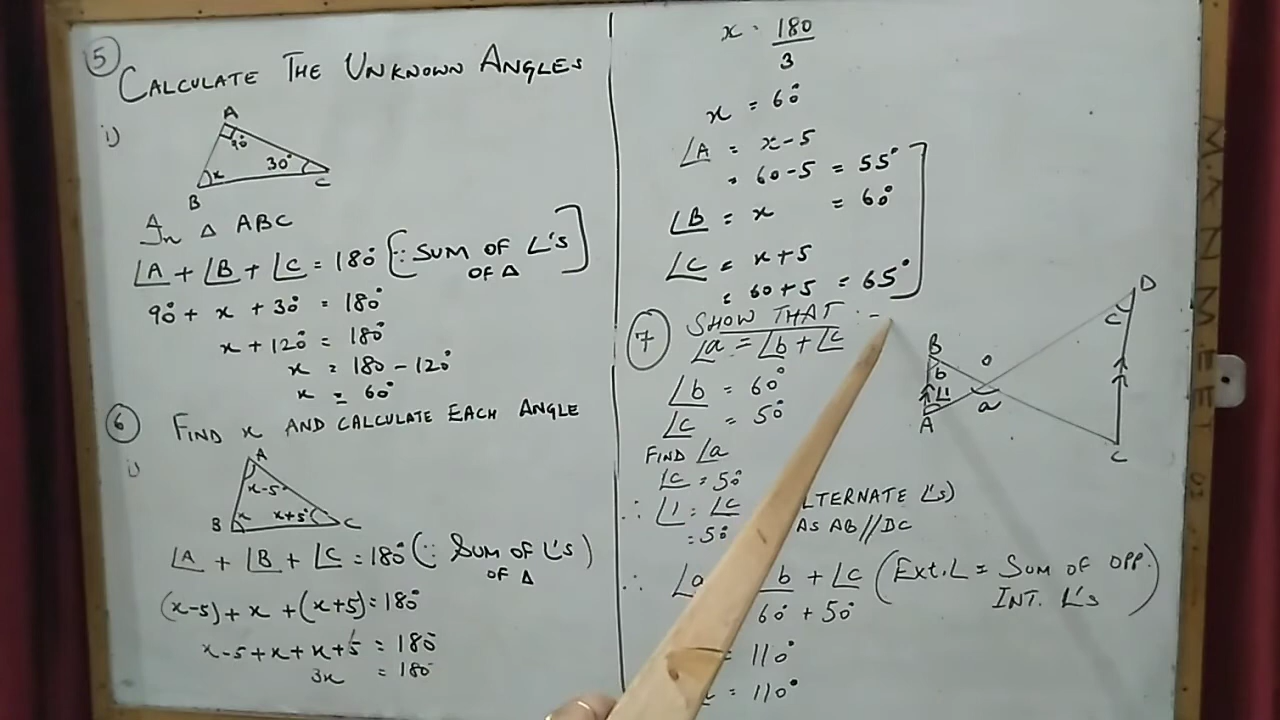 5
CALCULATE THE UNKNOWN ANGLES
i)
A
90°
30°
x
B
C
In △ ABC
∠A + ∠B + ∠C = 180° [∵ SUM OF ∠'S
OF △]
90° + x + 30° = 180°
x + 120° = 180°
x = 180 - 120°
x = 60°
6 FIND x AND CALCULATE EACH ANGLE
i)
A
x-5°
B x x+5° C
∠A + ∠B + ∠C = 180° (∵ SUM OF ∠'S)
OF △
(x-5) + x + (x+5) = 180°
x-5+x+x+5 = 180°
3x = 180°
x = 180
3
x = 60°
∠A = x-5
= 60-5 = 55°
∠B = x = 60°
∠C = x+5
= 60+5 = 65°
7 SHOW THAT :-
∠a = ∠b + ∠c
∠b = 60°
∠c = 50°
FIND ∠a
∠c = 50°
∴ ∠1 = ∠c LTERNATE ∠'s)
= 50 AS AB//DC
∴ ∠a b + ∠c (Ext. ∠ = SUM OF OPP.
INT. ∠'s)
60° + 50°
= 110°
= 110°
D
c
B
b
o
∠1
a
A
C
MANMEET